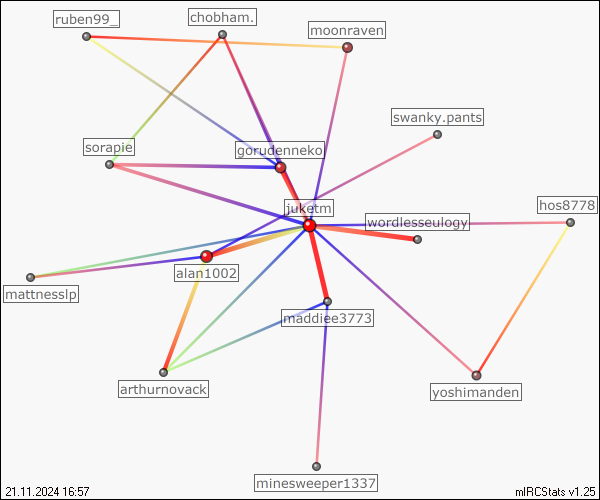 ruben99_
chobham.
moonraven
swanky.pants
sorapie
gorudenneko
juketm
wordlesseulogy
hos8778
alan1002
mattnesslp
maddiee3773
arthurnovack
yoshimanden
minesweeper1337
21.11.2024 16:57
mIRCStats v1.25